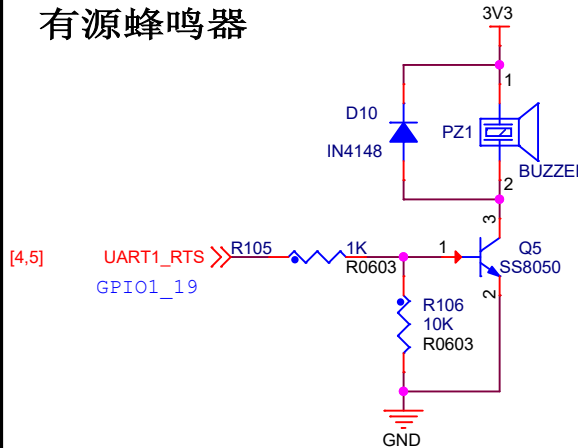 有源蜂鸣器
3V3
1
D10
PZ1
IN4148
BUZZER
2
3
[4,5]
UART1_RTS
R105
1K
1
Q5
R0603
SS8050
GPIO1_19
2
R106
10K
R0603
GND